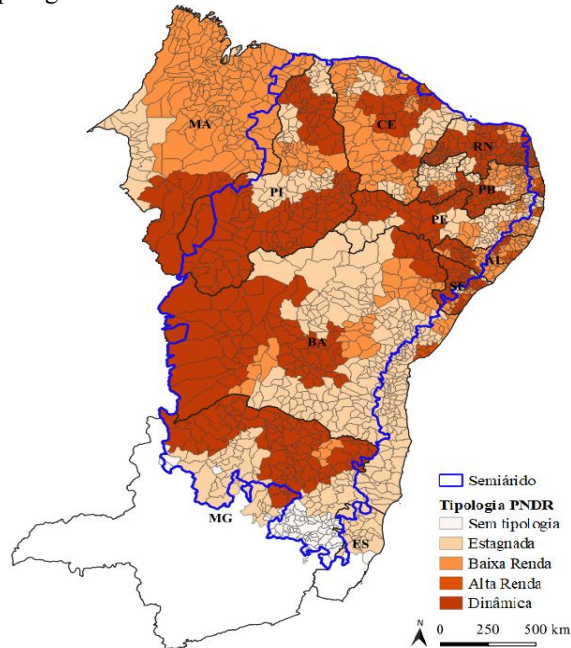 MA
CE
RN
PI
PB
PE
AL
SE
BA
MG
ES
Semiárido
Tipologia PNDR
Sem tipologia
Estagnada
Baixa Renda
Alta Renda
Dinâmica
N
0 250 500 km